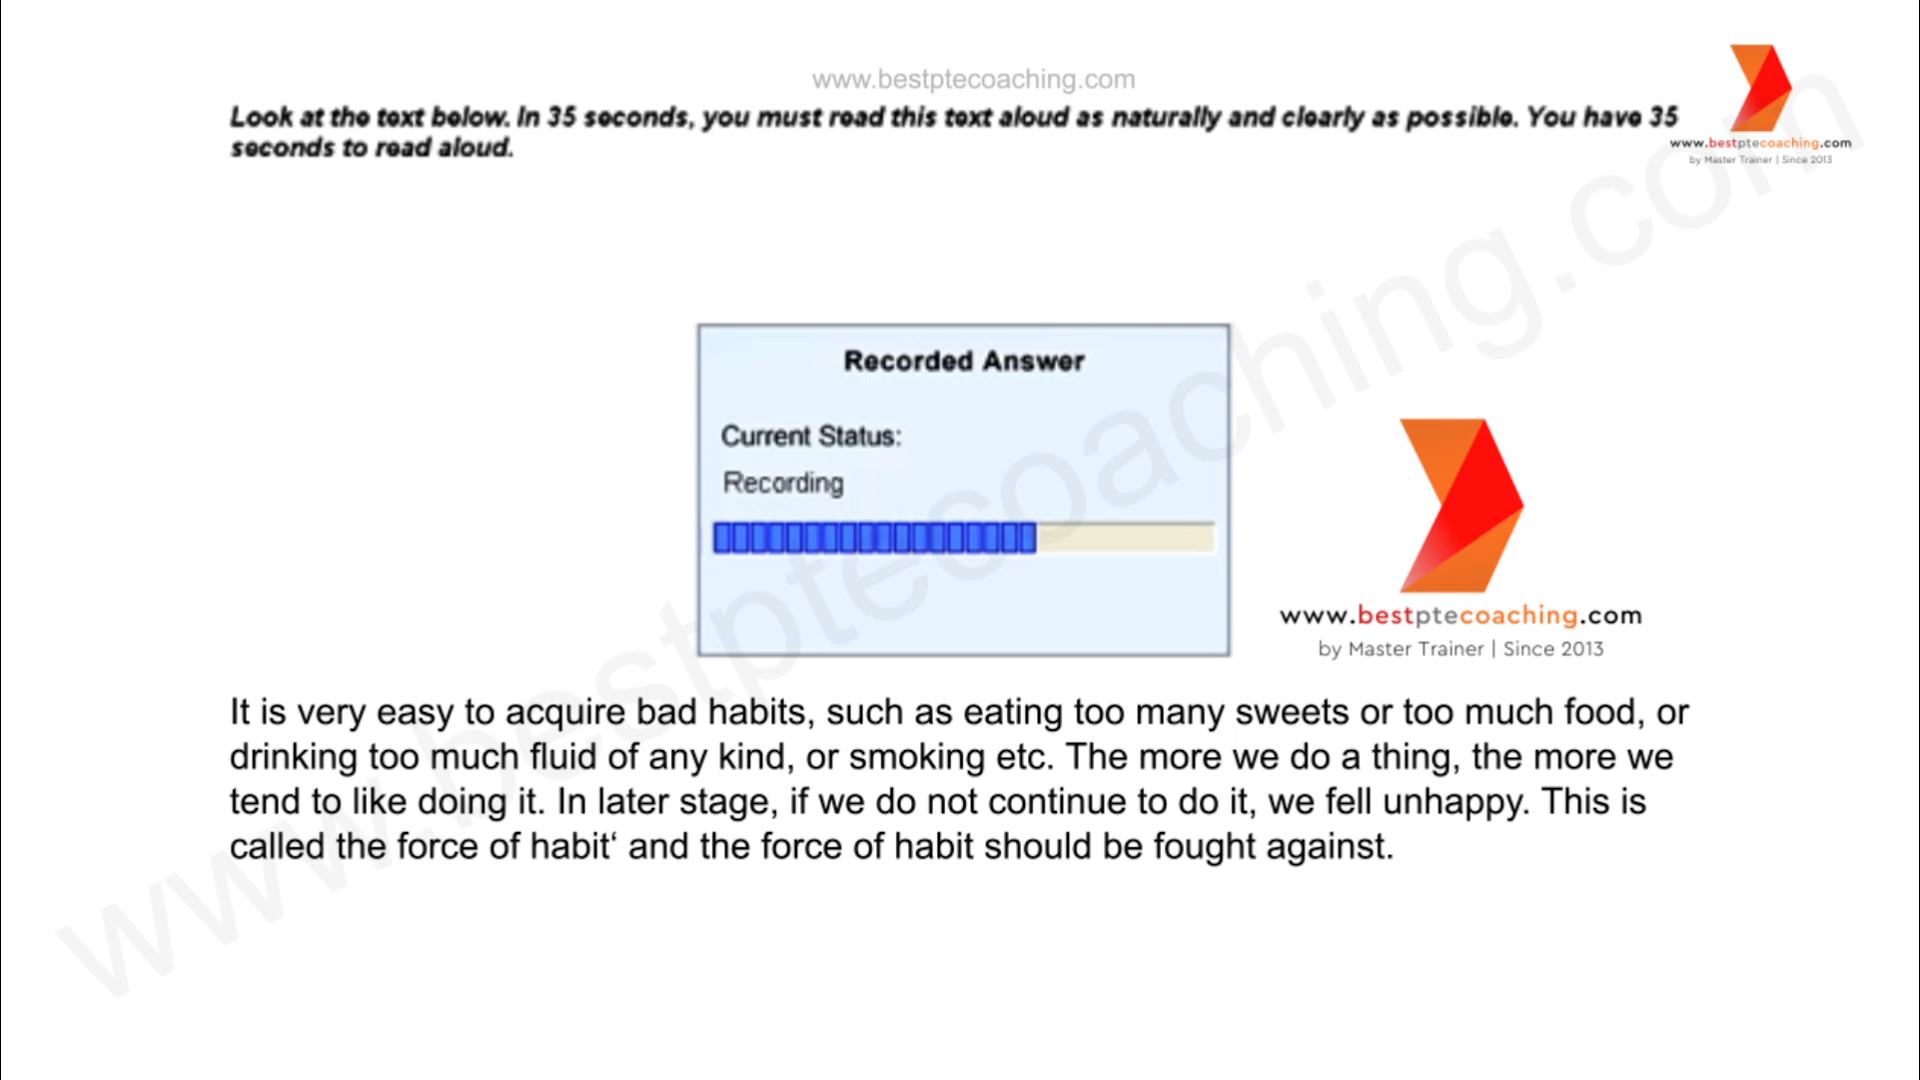 www.bestptecoaching.com
Look at the text below. In 35 seconds, you must read this text aloud as naturally and clearly as possible. You have 35
seconds to read aloud.
www.bestptecoaching.com
by Master Trainer | Since 2013
Recorded Answer
Current Status:
Recording
www.bestptecoaching.com
by Master Trainer | Since 2013
It is very easy to acquire bad habits, such as eating too many sweets or too much food, or
drinking too much fluid of any kind, or smoking etc. The more we do a thing, the more we
tend to like doing it. In later stage, if we do not continue to do it, we fell unhappy. This is
called the force of habit‘ and the force of habit should be fought against.
www.bestptecoaching.com